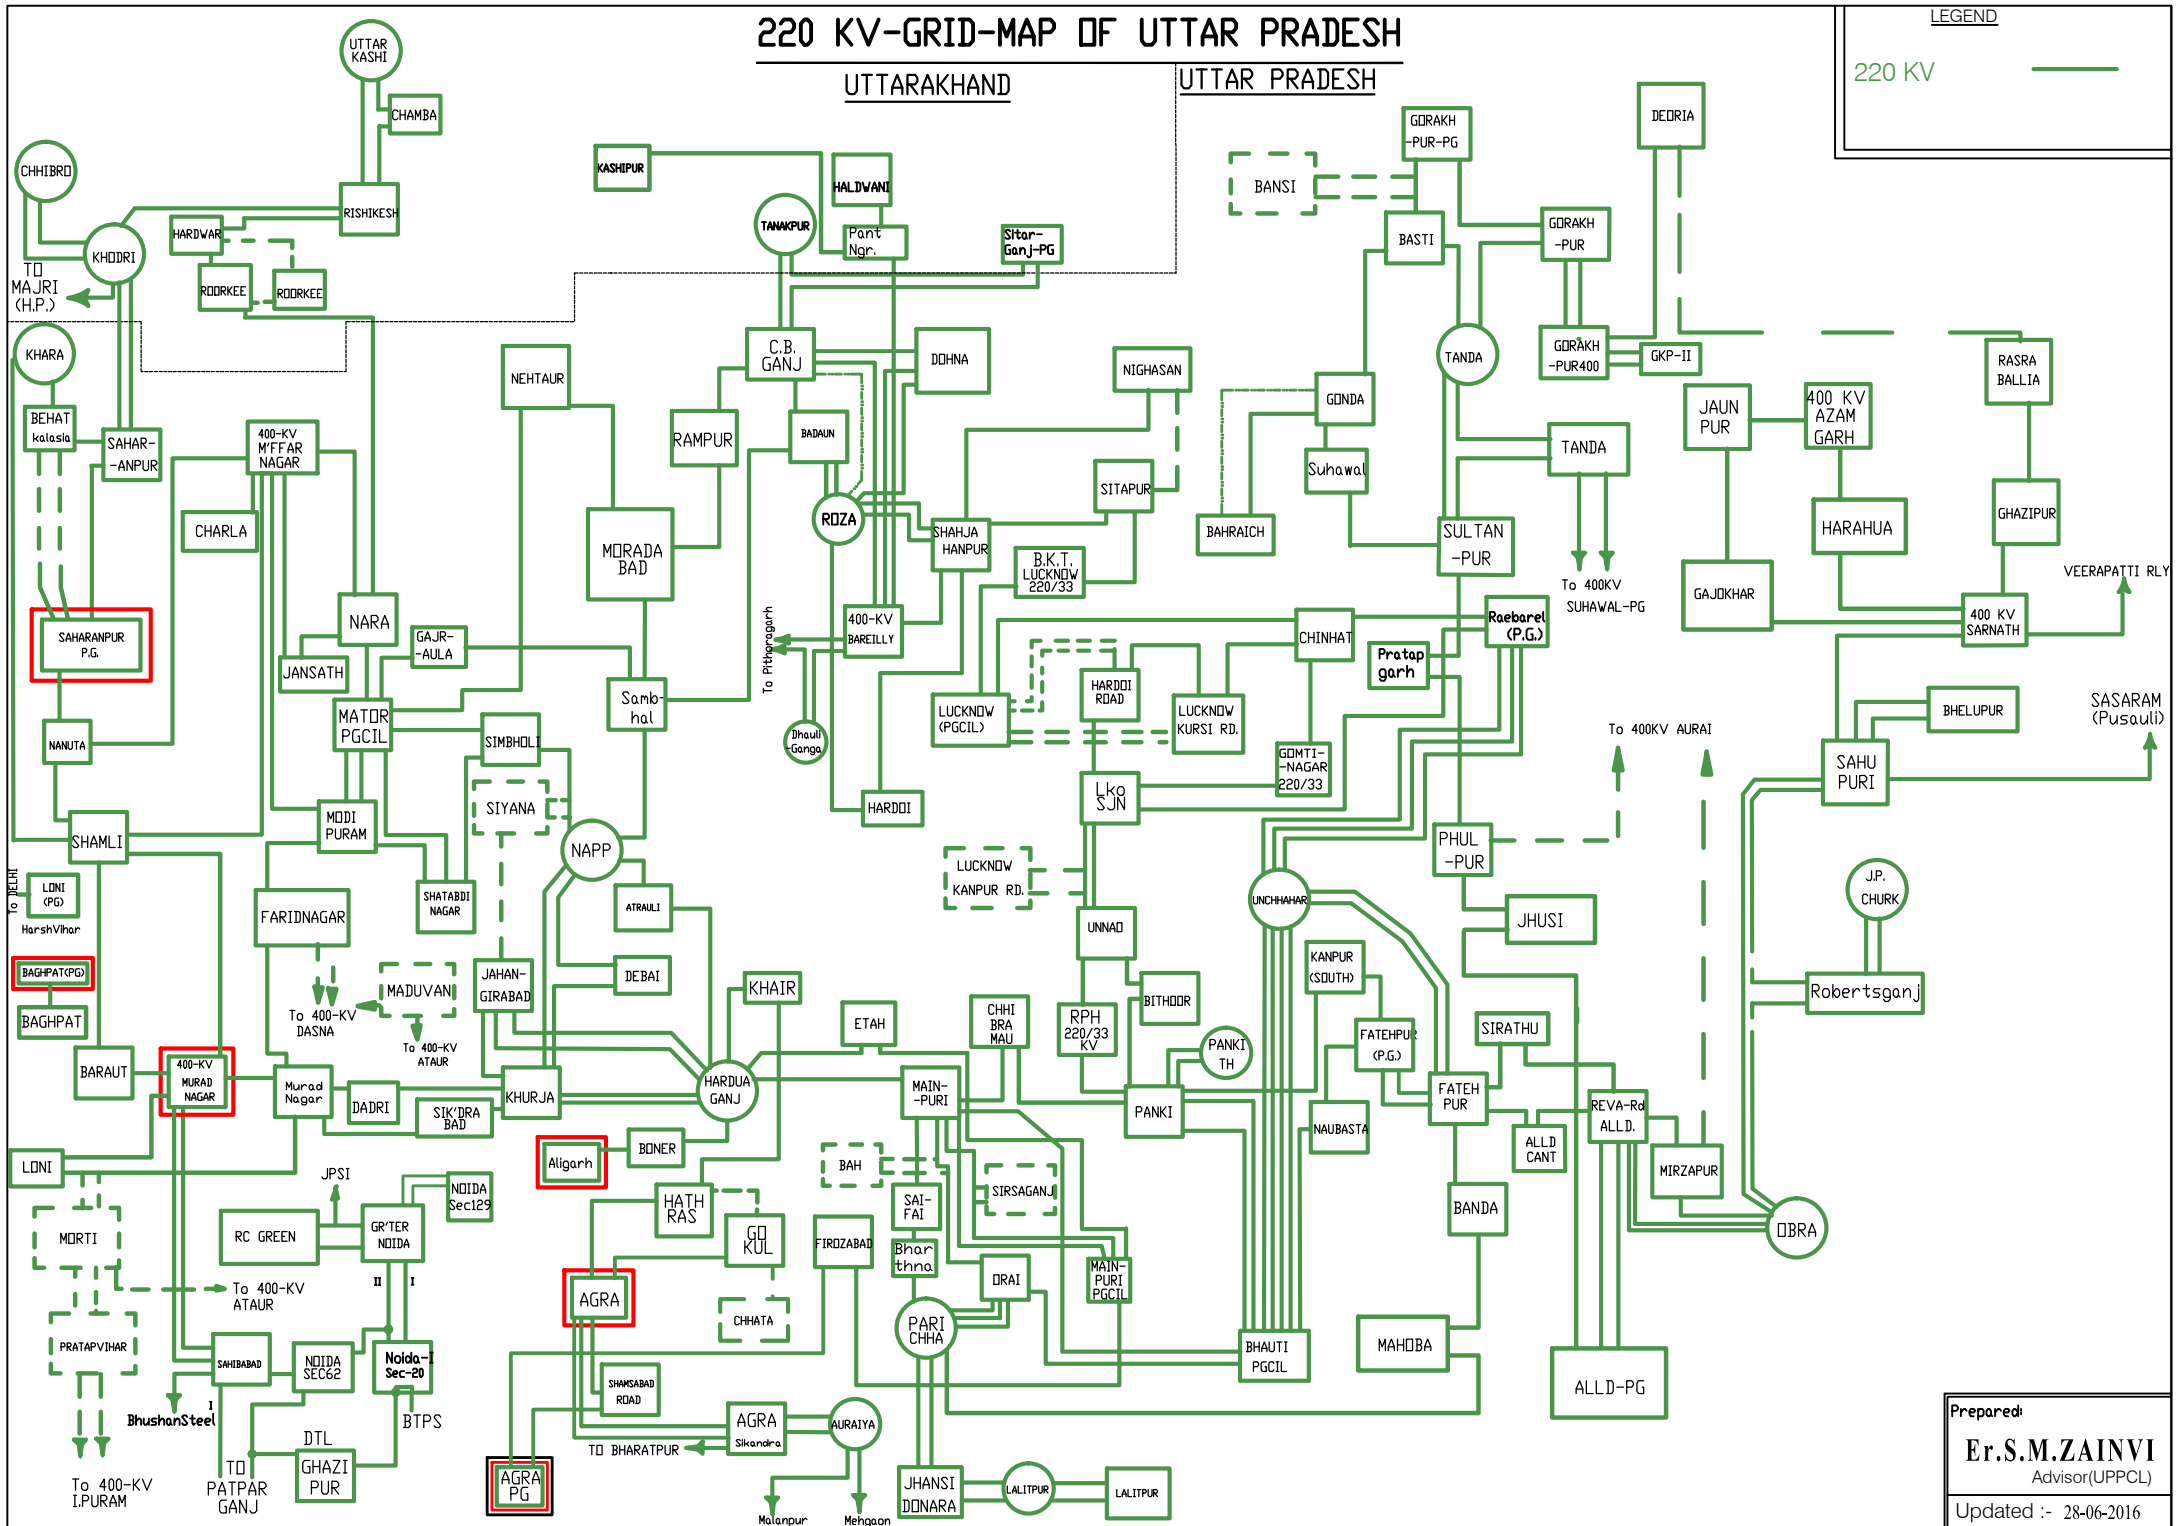 220 KV-GRID-MAP OF UTTAR PRADESH
UTTARAKHAND
UTTAR PRADESH
LEGEND
220 KV
UTTAR
KASHI
CHAMBA
CHHIBRO
RISHIKESH
HARDWAR
KHODRI
TO
MAJRI
(H.P.)
ROORKEE
ROORKEE
KASHIPUR
HALDWANI
TANAKPUR
Pant
Ngr.
Sitar-
Ganj-PG
BANSI
GORAKH
-PUR-PG
BASTI
GORAKH
-PUR
DEORIA
KHARA
BEHAT
kalasia
SAHAR-
-ANPUR
400-KV
M'FFAR
NAGAR
CHARLA
NEHTAUR
C.B.
GANJ
DOHNA
RAMPUR
BADAUN
NIGHASAN
SITAPUR
GONDA
Suhawal
BAHRAICH
TANDA
GORAKH
-PUR400
GKP-II
TANDA
JAUN
PUR
400 KV
AZAM
GARH
RASRA
BALLIA
MORADA
BAD
ROZA
SHAHJA
HANPUR
B.K.T.
LUCKNOW
220/33
SULTAN
-PUR
To 400KV
SUHAWAL-PG
GAJOKHAR
HARAHUA
GHAZIPUR
VEERAPATTI RLY
400 KV
SARNATH
SAHARANPUR
P.G.
NARA
GAJR-
-AULA
JANSATH
Samb-
hal
400-KV
BAREILLY
To Pithoragarh
Dhauli
-Ganga
CHINHAT
Raebarel
(P.G.)
Pratap
garh
NANUTA
MATOR
PGCIL
SIMBHOLI
LUCKNOW
(PGCIL)
HARDOI
ROAD
LUCKNOW
KURSI RD.
GOMTI-
-NAGAR
220/33
To 400KV AURAI
BHELUPUR
SASARAM
(Pusauli)
SAHU
PURI
SHAMLI
MODI
PURAM
SIYANA
NAPP
HARDOI
Lko
SJN
PHUL
-PUR
To DELHI
LONI
(PG)
HarshVihar
FARIDNAGAR
SHATABDI
NAGAR
ATRAULI
LUCKNOW
KANPUR RD.
UNNAO
UNCHHAHAR
JHUSI
J.P.
CHURK
BAGHPAT(PG)
BAGHPAT
To 400-KV
DASNA
MADUVAN
To 400-KV
ATAUR
JAHAN-
GIRABAD
DEBAI
KHAIR
ETAH
CHHI
BRA
MAU
RPH
220/33
KV
BITHOOR
PANKI
TH
KANPUR
(SOUTH)
FATEHPUR
(P.G.)
SIRATHU
Robertsganj
BARAUT
400-KV
MURAD
NAGAR
Murad
Nagar
DADRI
SIK'DRA
BAD
KHURJA
HARDUA
GANJ
MAIN-
-PURI
PANKI
NAUBASTA
FATEH
PUR
ALLD
CANT
REVA-Rd
ALLD.
MIRZAPUR
LONI
Aligarh
BONER
BAH
SIRSAGANJ
JPSI
NOIDA
Sec129
RC GREEN
GR'TER
NOIDA
HATH
RAS
GO
KUL
FIROZABAD
SAI-
FAI
Bhar
thna
ORAI
MAIN-
PURI
PGCIL
BANDA
OBRA
MORTI
To 400-KV
ATAUR
II
I
AGRA
CHHATA
PARI
CHHA
BHAUTI
PGCIL
MAHOBA
ALLD-PG
PRATAPVIHAR
SAHIBABAD
NOIDA
SEC62
Noida-I
Sec-20
BhushanSteel
I
BTPS
SHAMSABAD
ROAD
AGRA
Sikandra
AURAIYA
TO BHARATPUR
DTL
GHAZI
PUR
TO
PATPAR
GANJ
To 400-KV
I.PURAM
AGRA
PG
Malanpur
Mehgaon
JHANSI
DONARA
LALITPUR
LALITPUR
Prepared:
Er.S.M.ZAINVI
Advisor(UPPCL)
Updated :- 28-06-2016